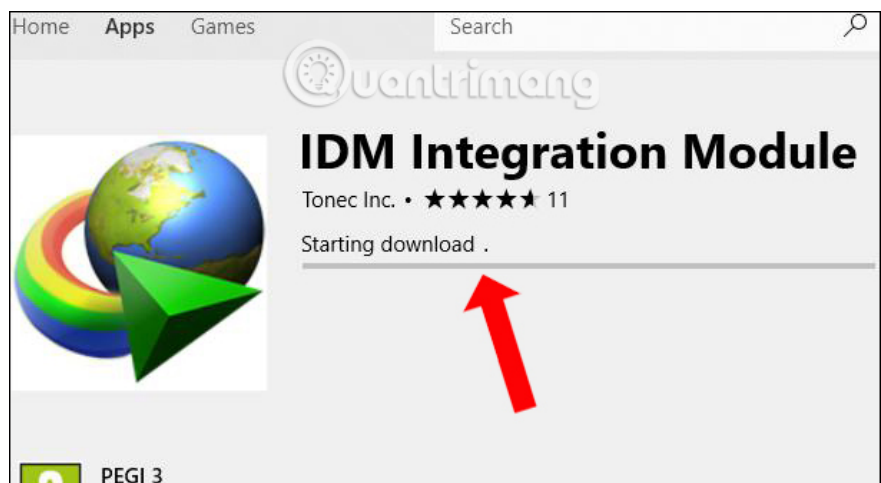 Home Apps Games Search
Quantrimang
IDM Integration Module
Tonec Inc. • ★★★★★ 11
Starting download .
PEGI 3